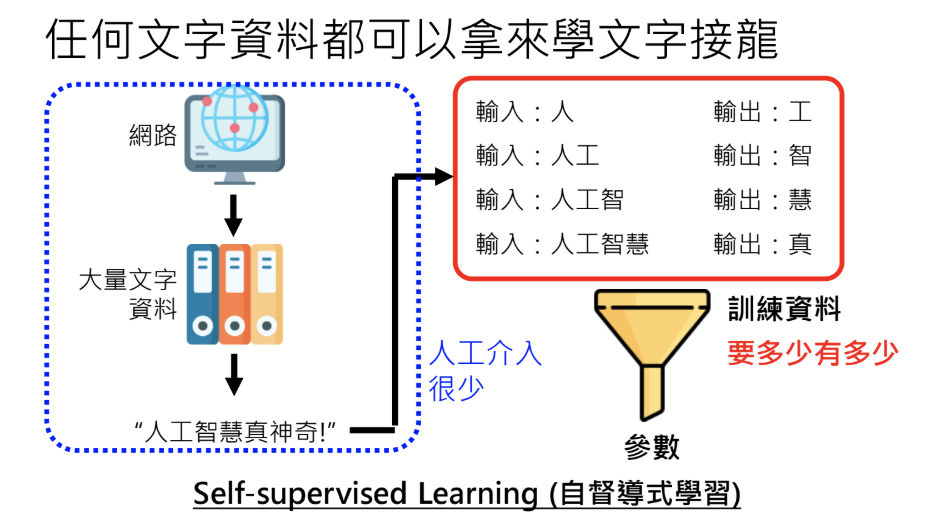 任何文字資料都可以拿來學文字接龍
網路
大量文字
資料
“人工智慧真神奇!”
人工介入
很少
輸入：人 輸出：工
輸入：人工 輸出：智
輸入：人工智 輸出：慧
輸入：人工智慧 輸出：真
訓練資料
要多少有多少
參數
Self-supervised Learning (自督導式學習)